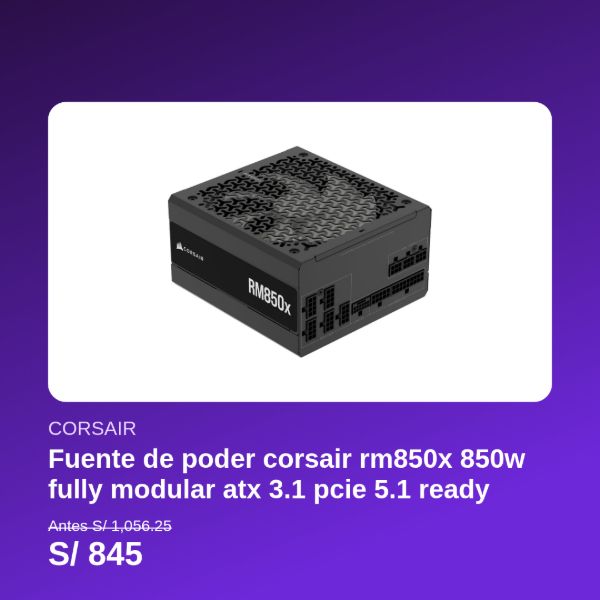 CORSAIR
RM850x
CORSAIR
Fuente de poder corsair rm850x 850w
fully modular atx 3.1 pcie 5.1 ready
Antes S/ 1,056.25
S/ 845